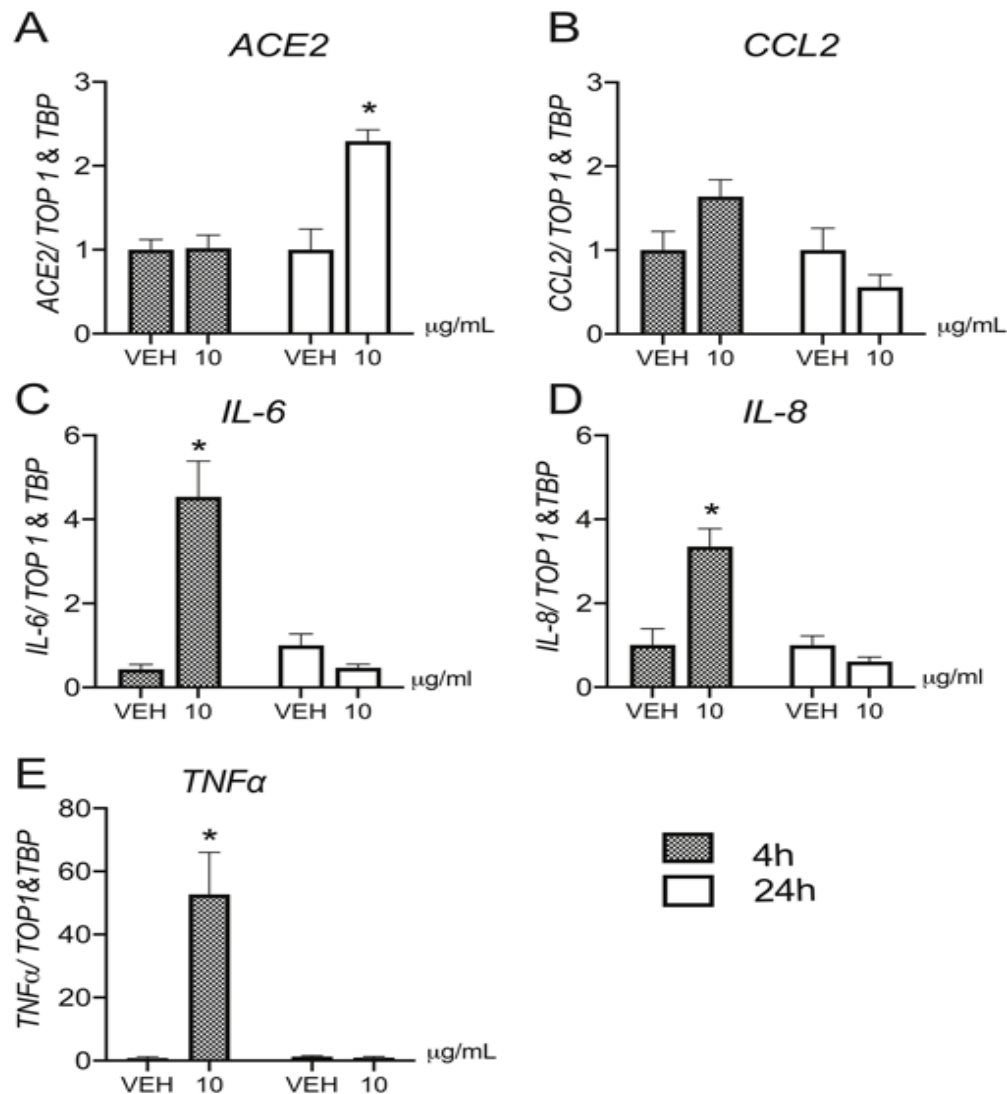 A
ACE2
ACE2/ TOP 1 & TBP
3
2
1
0
*
VEH 10 VEH 10 μg/mL
B
CCL2
CCL2/ TOP 1 & TBP
3
2
1
0
VEH 10 VEH 10 μg/mL
C
IL-6
IL-6/ TOP 1 & TBP
6
4
2
0
*
VEH 10 VEH 10 μg/ml
D
IL-8
IL-8/ TOP 1 &TBP
6
4
2
0
*
VEH 10 VEH 10 μg/ml
E
TNFα
TNFα/ TOP1&TBP
80
60
40
20
0
*
VEH 10 VEH 10 μg/mL
4h
24h